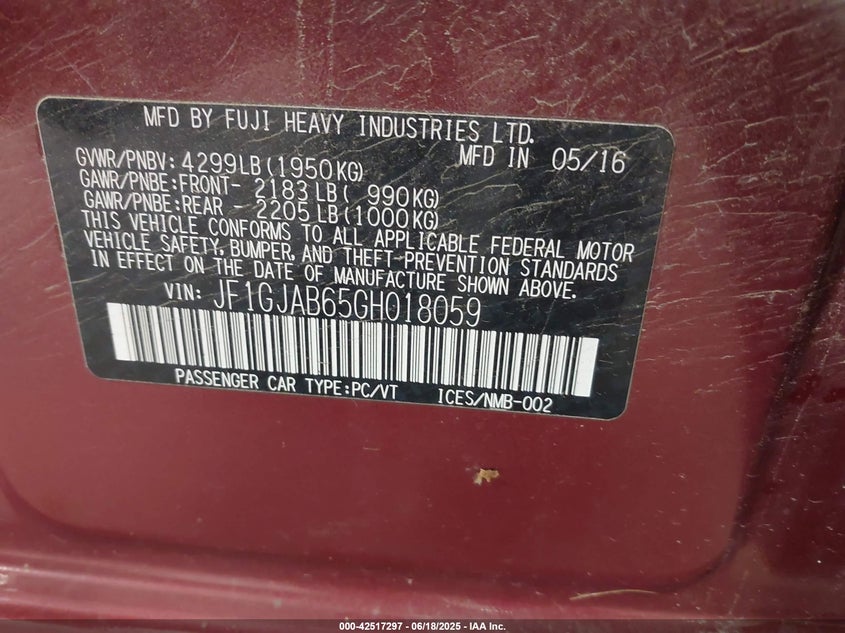 MFD BY FUJI HEAVY INDUSTRIES LTD.
MFD IN 05/16
GVWR/PNBV: 4299LB(1950KG)
GAWR/PNBE:FRONT- 2183LB( 990KG)
GAWR/PNBE:REAR - 2205LB(1000KG)
THIS VEHICLE CONFORMS TO ALL APPLICABLE FEDERAL MOTOR
VEHICLE SAFETY, BUMPER, AND THEFT-PREVENTION STANDARDS
IN EFFECT ON THE DATE OF MANUFACTURE SHOWN ABOVE.
VIN: JF1GJAB65GH018059
PASSENGER CAR TYPE:PC/VT ICES/NMB-002
000-42517297 - 06/18/2025 - IAA Inc.